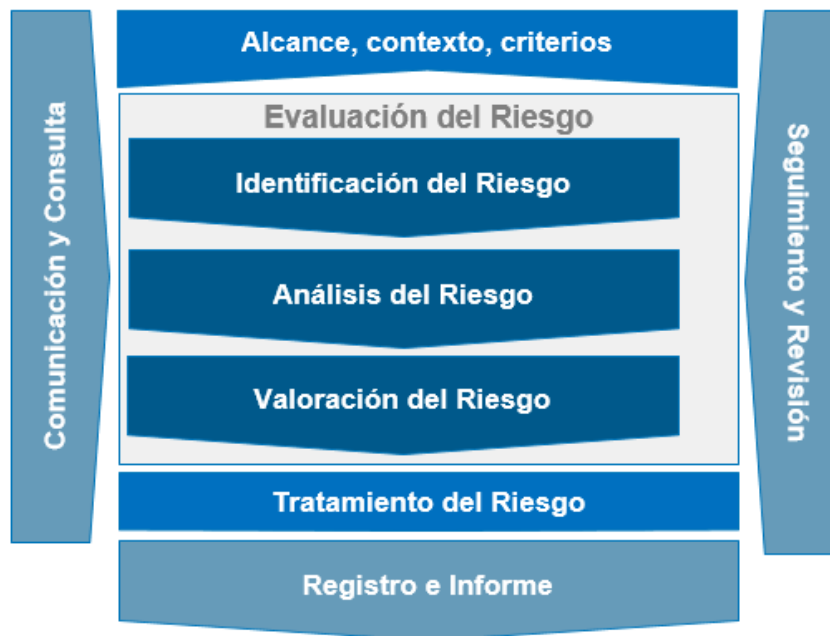 Alcance, contexto, criterios
Comunicación y Consulta
Evaluación del Riesgo
Identificación del Riesgo
Análisis del Riesgo
Valoración del Riesgo
Seguimiento y Revisión
Tratamiento del Riesgo
Registro e Informe